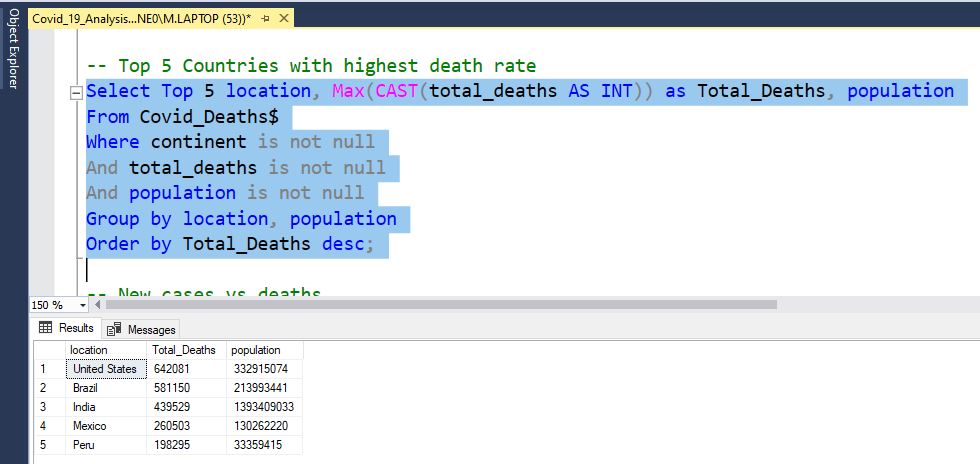 Object Explorer
Covid_19_Analysis...NE0\M.LAPTOP (53))*
-- Top 5 Countries with highest death rate
Select Top 5 location, Max(CAST(total_deaths AS INT)) as Total_Deaths, population
From Covid_Deaths$
Where continent is not null
And total_deaths is not null
And population is not null
Group by location, population
Order by Total_Deaths desc;
-- New cases vs deaths
150 %
Results Messages
location Total_Deaths population
1 United States 642081 332915074
2 Brazil 581150 213993441
3 India 439529 1393409033
4 Mexico 260503 130262220
5 Peru 198295 33359415